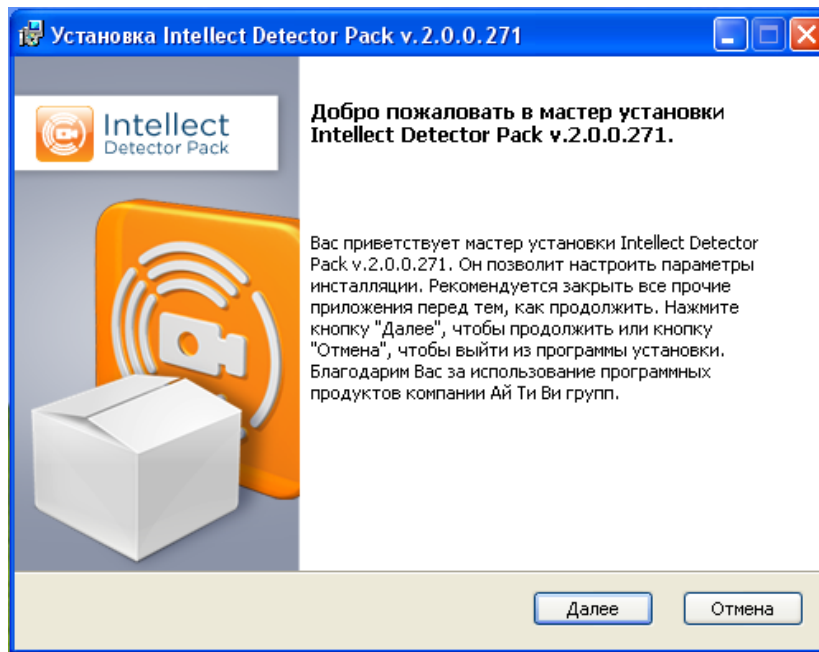 Установка Intellect Detector Pack v.2.0.0.271
Intellect
Detector Pack
Добро пожаловать в мастер установки
Intellect Detector Pack v.2.0.0.271.
Вас приветствует мастер установки Intellect Detector
Pack v.2.0.0.271. Он позволит настроить параметры
инсталляции. Рекомендуется закрыть все прочие
приложения перед тем, как продолжить. Нажмите
кнопку "Далее", чтобы продолжить или кнопку
"Отмена", чтобы выйти из программы установки.
Благодарим Вас за использование программных
продуктов компании Ай Ти Ви групп.
Далее
Отмена